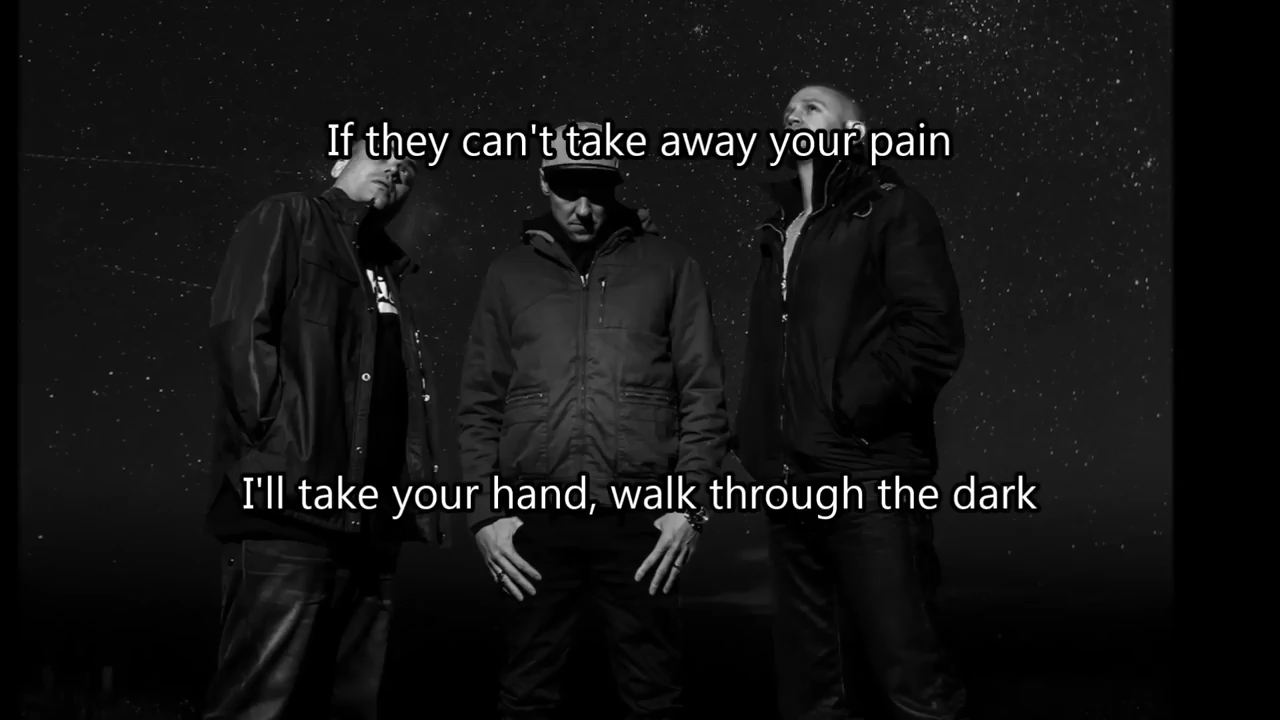 If they can't take away your pain
I'll take your hand, walk through the dark